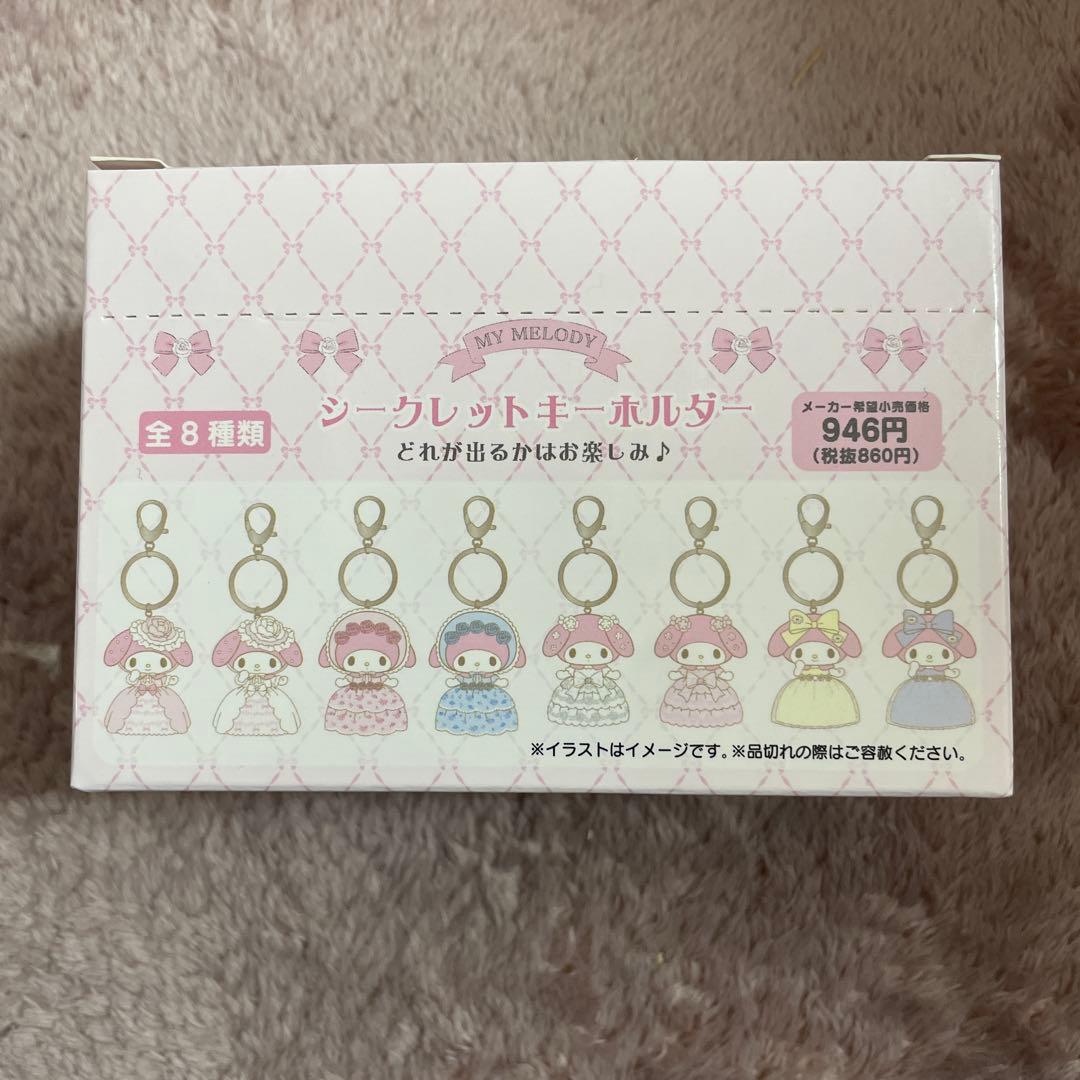 MY MELODY
シークレットキーホルダー
全8種類
どれが出るかはお楽しみ♪
メーカー希望小売価格
946円
(税抜860円)
※イラストはイメージです。※品切れの際はご容赦ください。